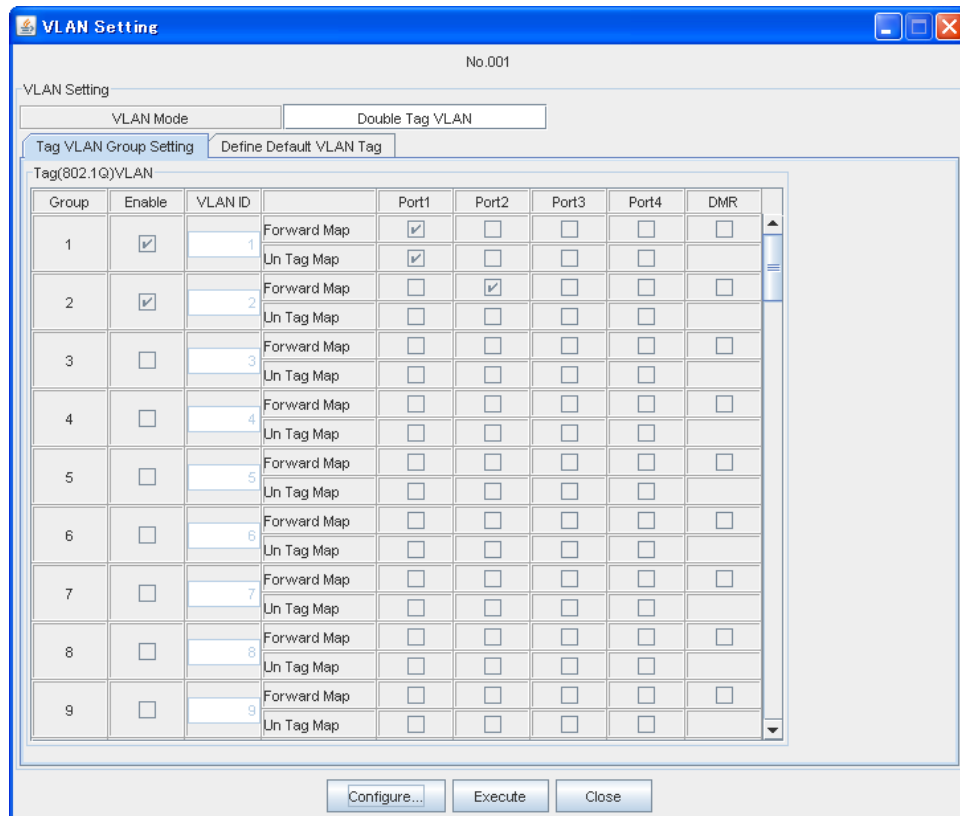 VLAN Setting
No.001
VLAN Setting
VLAN Mode Double Tag VLAN
Tag VLAN Group Setting Define Default VLAN Tag
Tag(802.1Q)VLAN
Group Enable VLAN ID Port1 Port2 Port3 Port4 DMR
1 1 Forward Map
Un Tag Map
2 2 Forward Map
Un Tag Map
3 3 Forward Map
Un Tag Map
4 4 Forward Map
Un Tag Map
5 5 Forward Map
Un Tag Map
6 6 Forward Map
Un Tag Map
7 7 Forward Map
Un Tag Map
8 8 Forward Map
Un Tag Map
9 9 Forward Map
Un Tag Map
Configure... Execute Close